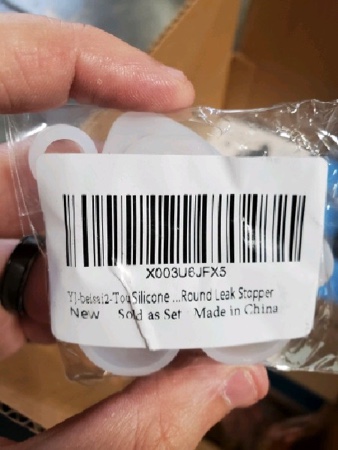 X003U6JFX5
Silicone ...Round Leak Stopper
New Sold as Set Made in China